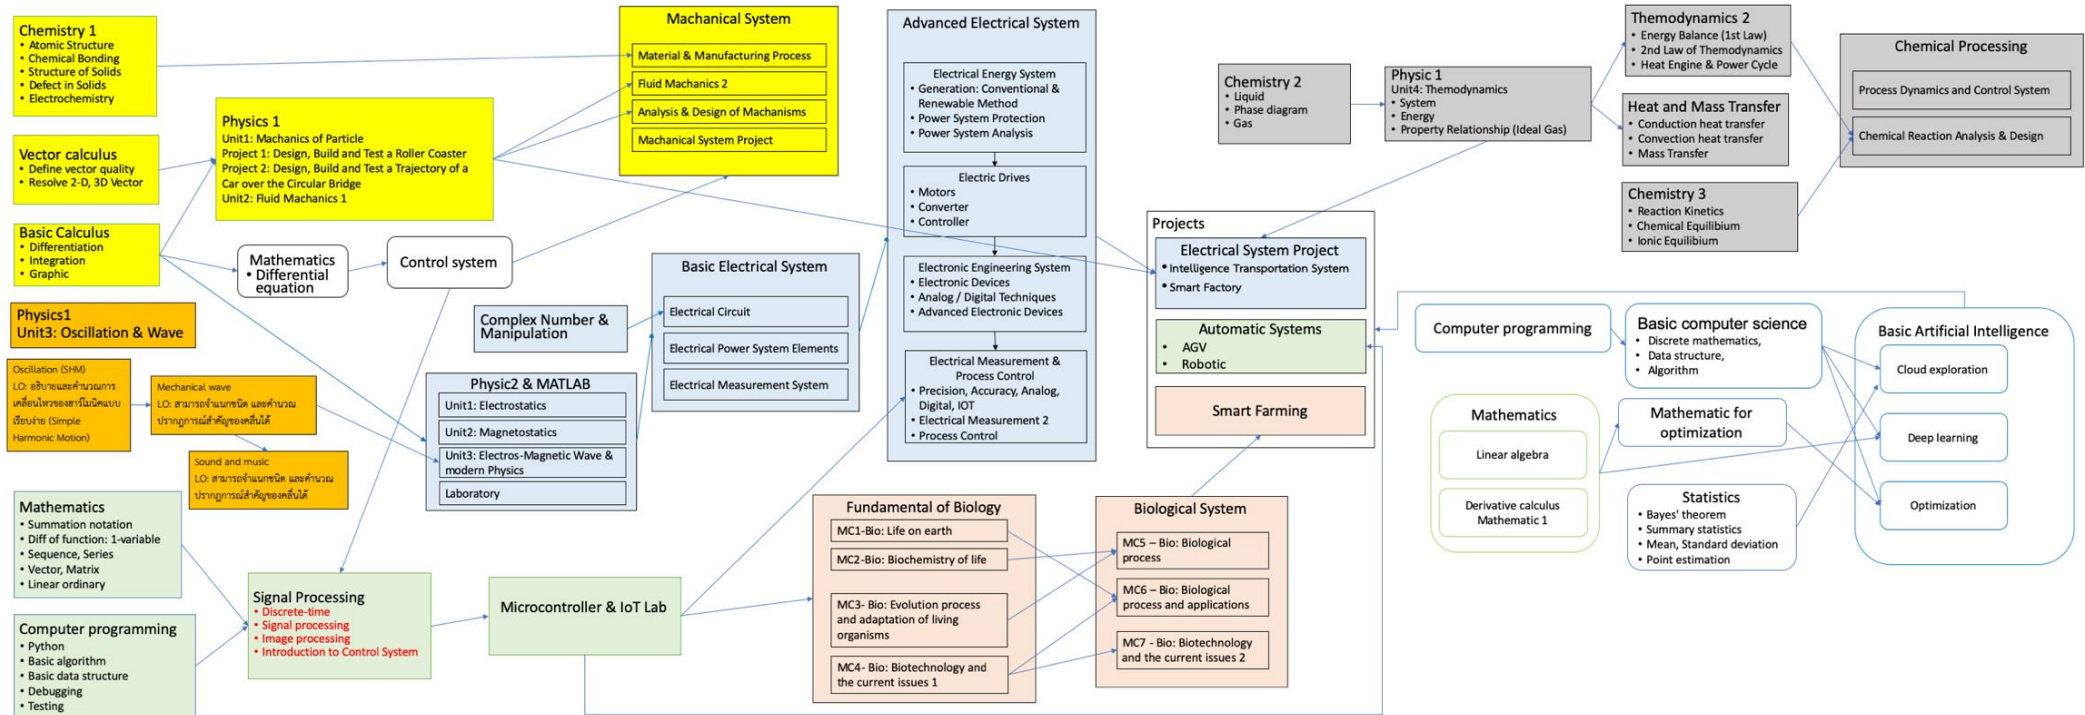 Chemistry 1
• Atomic Structure
• Chemical Bonding
• Structure of Solids
• Defect in Solids
• Electrochemistry
Vector calculus
• Define vector quality
• Resolve 2-D, 3D Vector
Basic Calculus
• Differentiation
• Integration
• Graphic
Physics 1
Unit1: Machanics of Particle
Project 1: Design, Build and Test a Roller Coaster
Project 2: Design, Build and Test a Trajectory of a
Car over the Circular Bridge
Unit2: Fluid Machanics 1
Mathematics
• Differential
equation
Control system
Machanical System
Material & Manufacturing Process
Fluid Machanics 2
Analysis & Design of Mechanisms
Machanical System Project
Physics1
Unit3: Oscillation & Wave
Oscillation (SHM)
LO: อธิบายและคำนวณการ
เคลื่อนไหวของฮาร์โมนิคแบบ
เรียบง่าย (Simple
Harmonic Motion)
Mechanical wave
LO: สามารถจำแนกชนิด และคำนวณ
ปรากฎการณ์สำคัญของคลื่นได้
Sound and music
LO: สามารถจำแนกชนิด และคำนวณ
ปรากฎการณ์สำคัญของคลื่นได้
Mathematics
• Summation notation
• Diff of function: 1-variable
• Sequence, Series
• Vector, Matrix
• Linear ordinary
Computer programming
• Python
• Basic algorithm
• Basic data structure
• Debugging
• Testing
Signal Processing
• Discrete-time
• Signal processing
• Image processing
• Introduction to Control System
Microcontroller & IoT Lab
Complex Number &
Manipulation
Physic2 & MATLAB
Unit1: Electrostatics
Unit2: Magnetostatics
Unit3: Electros-Magnetic Wave &
modern Physics
Laboratory
Basic Electrical System
Electrical Circuit
Electrical Power System Elements
Electrical Measurement System
Advanced Electrical System
Electrical Energy System
• Generation: Conventional &
Renewable Method
• Power System Protection
• Power System Analysis
Electric Drives
• Motors
• Converter
• Controller
Electronic Engineering System
• Electronic Devices
• Analog / Digital Techniques
• Advanced Electronic Devices
Electrical Measurement &
Process Control
• Precision, Accuracy, Analog,
Digital, IOT
• Electrical Measurement 2
• Process Control
Fundamental of Biology
MC1-Bio: Life on earth
MC2-Bio: Biochemistry of life
MC3- Bio: Evolution process
and adaptation of living
organisms
MC4- Bio: Biotechnology and
the current issues 1
Biological System
MC5 – Bio: Biological
process
MC6 – Bio: Biological
process and applications
MC7 - Bio: Biotechnology
and the current issues 2
Projects
Electrical System Project
• Intelligence Transportation System
• Smart Factory
Automatic Systems
• AGV
• Robotic
Smart Farming
Chemistry 2
• Liquid
• Phase diagram
• Gas
Physic 1
Unit4: Themodynamics
• System
• Energy
• Property Relationship (Ideal Gas)
Themodynamics 2
• Energy Balance (1st Law)
• 2nd Law of Themodynamics
• Heat Engine & Power Cycle
Heat and Mass Transfer
• Conduction heat transfer
• Convection heat transfer
• Mass Transfer
Chemistry 3
• Reaction Kinetics
• Chemical Equilibium
• Ionic Equilibium
Chemical Processing
Process Dynamics and Control System
Chemical Reaction Analysis & Design
Computer programming
Basic computer science
• Discrete mathematics,
• Data structure,
• Algorithm
Mathematics
Linear algebra
Derivative calculus
Mathematic 1
Mathematic for
optimization
Statistics
• Bayes' theorem
• Summary statistics
• Mean, Standard deviation
• Point estimation
Basic Artificial Intelligence
Cloud exploration
Deep learning
Optimization